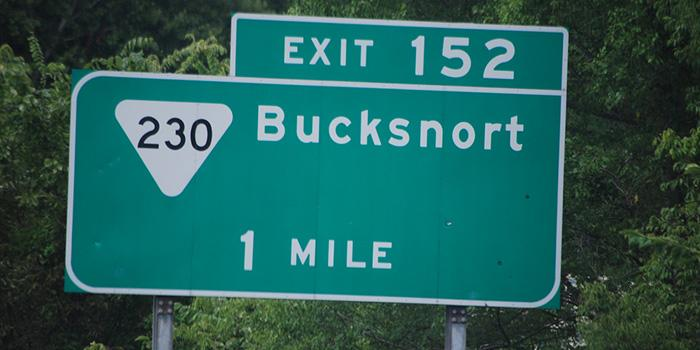 EXIT 152
230 Bucksnort
1 MILE